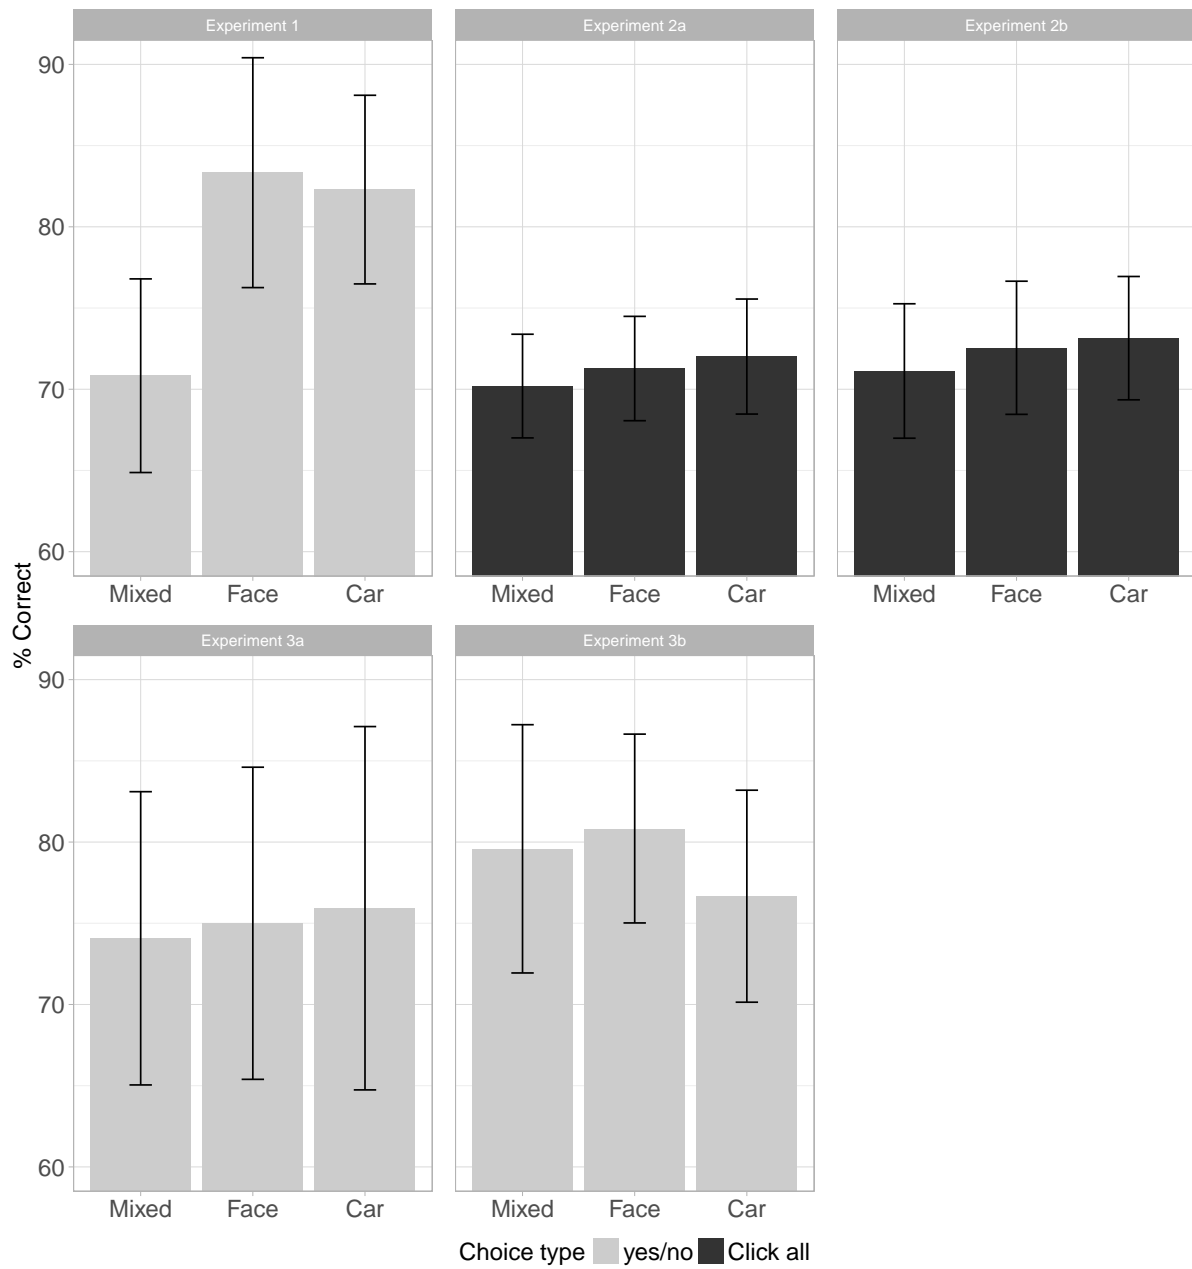 Experiment 1
Experiment 2a
Experiment 2b
90
80
70
60
Mixed Face Car
Mixed Face Car
Mixed Face Car
% Correct
Experiment 3a
Experiment 3b
90
80
70
60
Mixed Face Car
Mixed Face Car
Choice type yes/no Click all